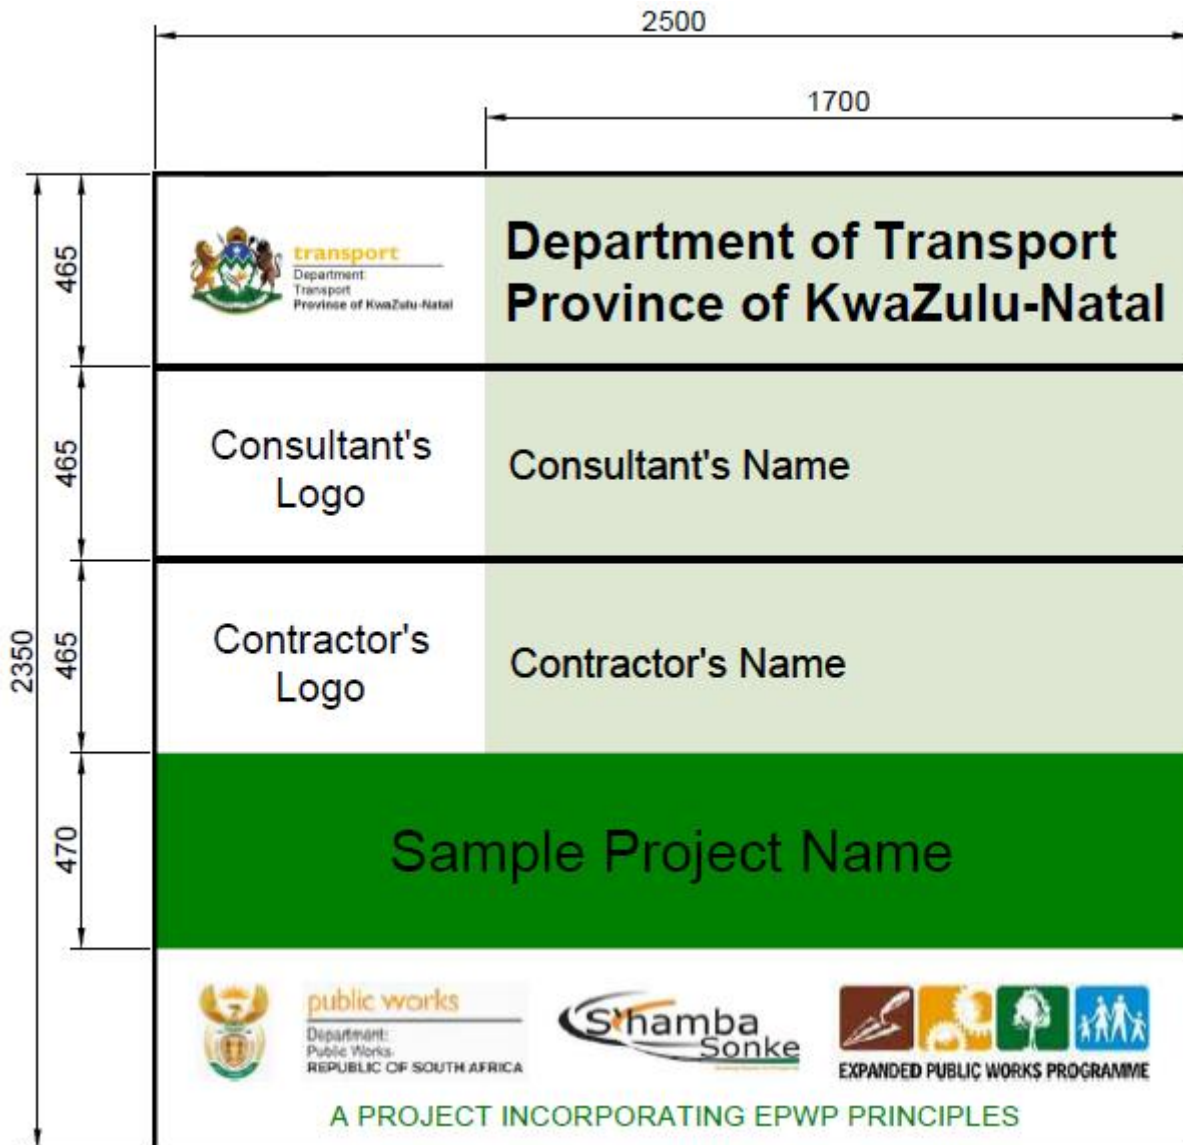 2500
1700
465
transport
Department
Transport
Province of KwaZulu-Natal
Department of Transport
Province of KwaZulu-Natal
465
Consultant's
Logo
Consultant's Name
2350
465
Contractor's
Logo
Contractor's Name
470
Sample Project Name
public works
Department:
Public Works
REPUBLIC OF SOUTH AFRICA
S'hamba
Sonke
EXPANDED PUBLIC WORKS PROGRAMME
A PROJECT INCORPORATING EPWP PRINCIPLES